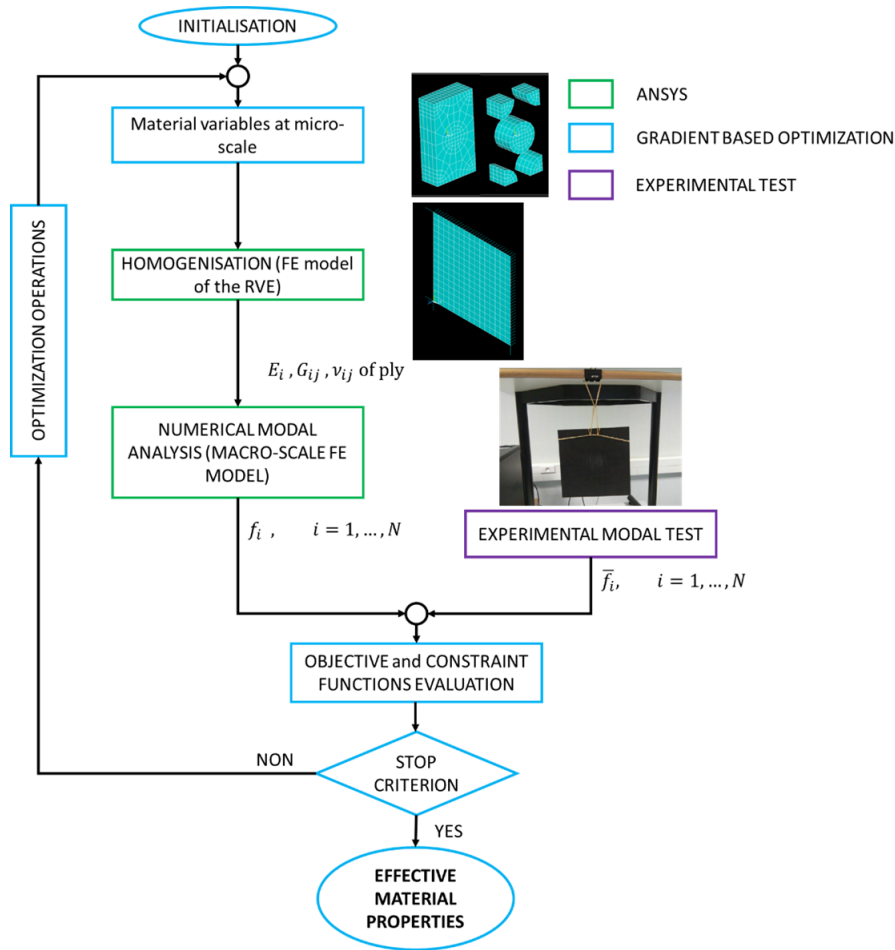 INITIALISATION
Material variables at micro-
scale
ANSYS
GRADIENT BASED OPTIMIZATION
EXPERIMENTAL TEST
OPTIMIZATION OPERATIONS
HOMOGENISATION (FE model
of the RVE)
E_i , G_ij , ν_ij of ply
NUMERICAL MODAL
ANALYSIS (MACRO-SCALE FE
MODEL)
f_i , i = 1, ..., N
EXPERIMENTAL MODAL TEST
f̅_i, i = 1, ..., N
OBJECTIVE and CONSTRAINT
FUNCTIONS EVALUATION
NON
STOP
CRITERION
YES
EFFECTIVE
MATERIAL
PROPERTIES